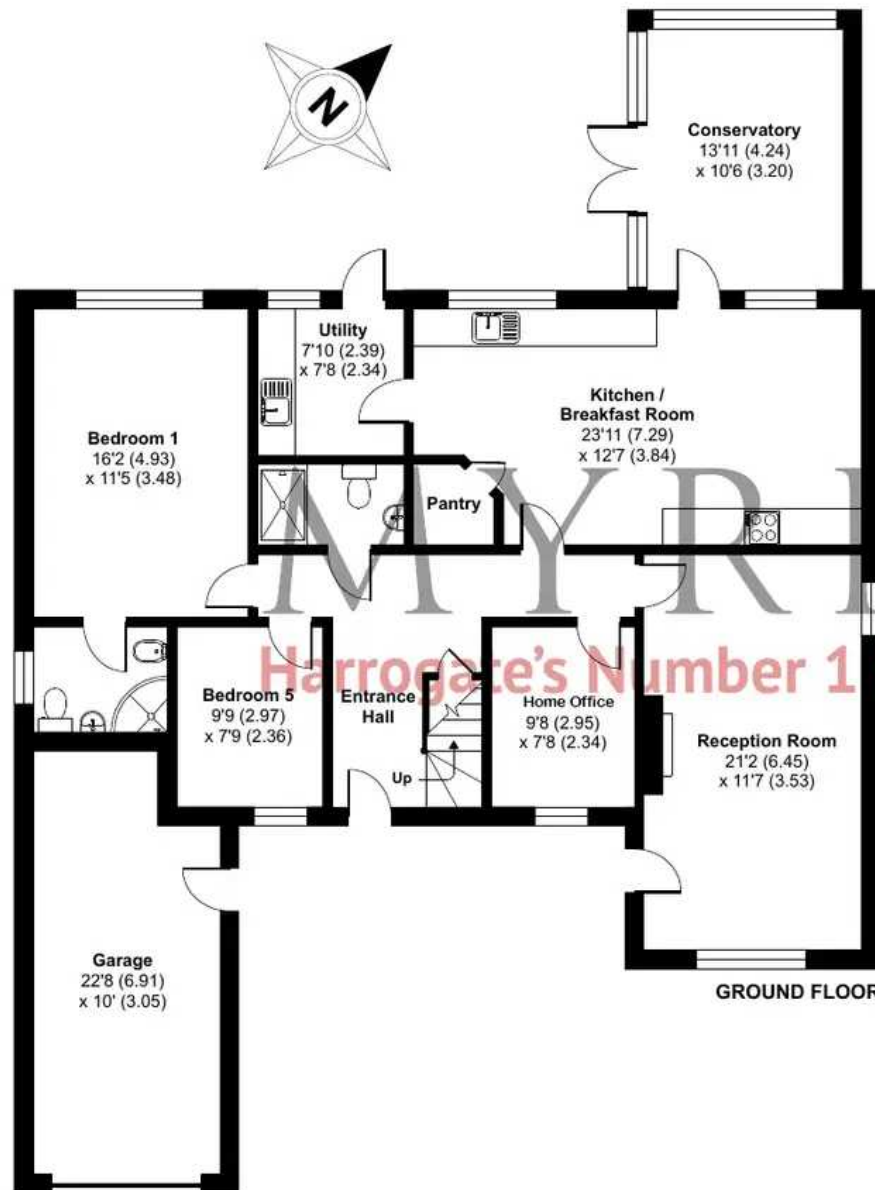 N
Conservatory
13'11 (4.24)
x 10'6 (3.20)
Utility
7'10 (2.39)
x 7'8 (2.34)
Kitchen /
Breakfast Room
23'11 (7.29)
x 12'7 (3.84)
Bedroom 1
16'2 (4.93)
x 11'5 (3.48)
Pantry
MYRI
Harrogate's Number 1
Bedroom 5
9'9 (2.97)
x 7'9 (2.36)
Entrance
Hall
Up
Home Office
9'8 (2.95)
x 7'8 (2.34)
Reception Room
21'2 (6.45)
x 11'7 (3.53)
Garage
22'8 (6.91)
x 10' (3.05)
GROUND FLOOR